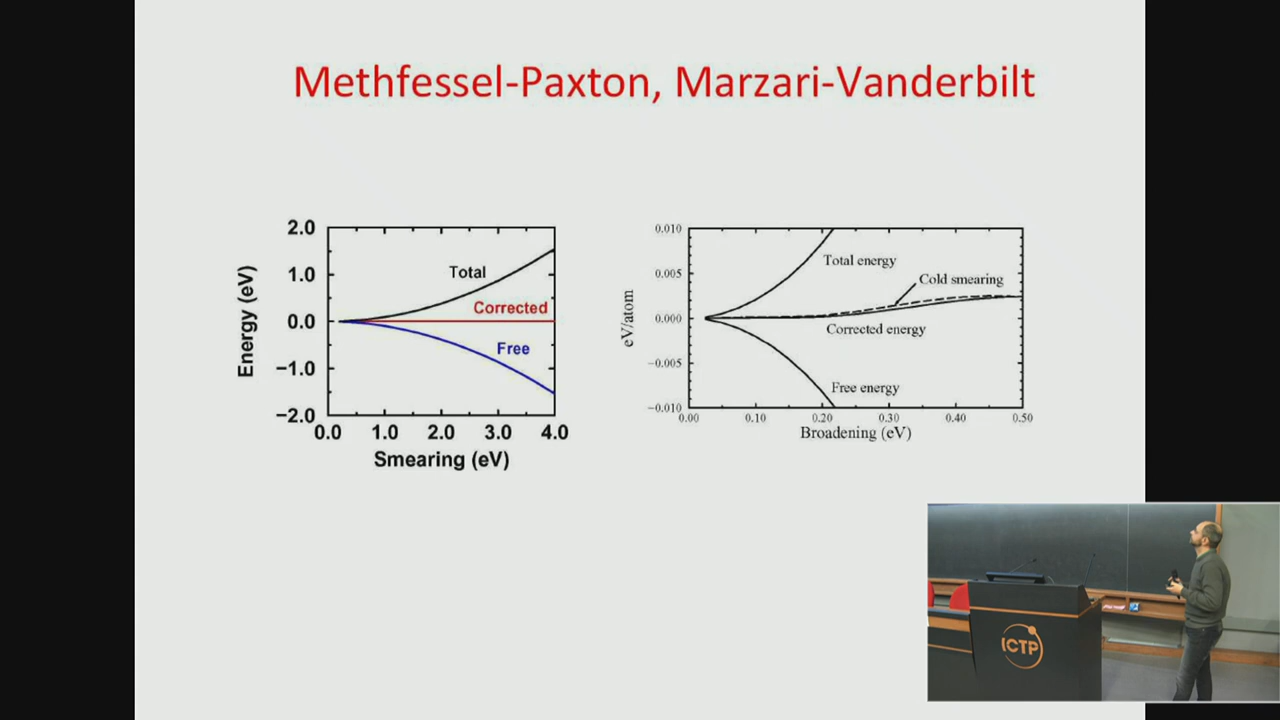 Methfessel-Paxton, Marzari-Vanderbilt
Energy (eV)
2.0
1.0
0.0
−1.0
−2.0
Total
Corrected
Free
0.0 1.0 2.0 3.0 4.0
Smearing (eV)
eV/atom
0.010
0.005
0.000
−0.005
−0.010
Total energy
Cold smearing
Corrected energy
Free energy
0.00 0.10 0.20 0.30 0.40 0.50
Broadening (eV)
ICTP